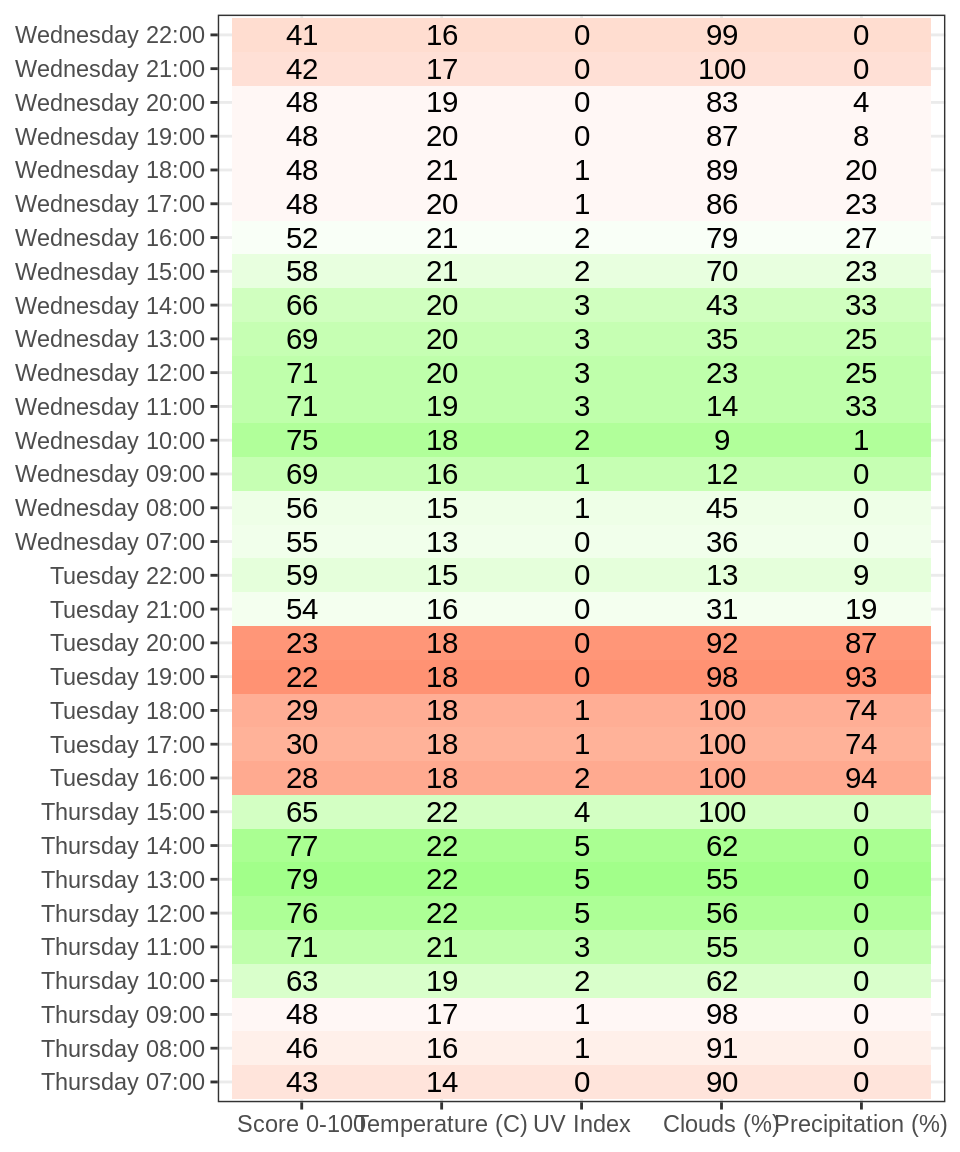 Wednesday 22:00 41 16 0 99 0
Wednesday 21:00 42 17 0 100 0
Wednesday 20:00 48 19 0 83 4
Wednesday 19:00 48 20 0 87 8
Wednesday 18:00 48 21 1 89 20
Wednesday 17:00 48 20 1 86 23
Wednesday 16:00 52 21 2 79 27
Wednesday 15:00 58 21 2 70 23
Wednesday 14:00 66 20 3 43 33
Wednesday 13:00 69 20 3 35 25
Wednesday 12:00 71 20 3 23 25
Wednesday 11:00 71 19 3 14 33
Wednesday 10:00 75 18 2 9 1
Wednesday 09:00 69 16 1 12 0
Wednesday 08:00 56 15 1 45 0
Wednesday 07:00 55 13 0 36 0
Tuesday 22:00 59 15 0 13 9
Tuesday 21:00 54 16 0 31 19
Tuesday 20:00 23 18 0 92 87
Tuesday 19:00 22 18 0 98 93
Tuesday 18:00 29 18 1 100 74
Tuesday 17:00 30 18 1 100 74
Tuesday 16:00 28 18 2 100 94
Thursday 15:00 65 22 4 100 0
Thursday 14:00 77 22 5 62 0
Thursday 13:00 79 22 5 55 0
Thursday 12:00 76 22 5 56 0
Thursday 11:00 71 21 3 55 0
Thursday 10:00 63 19 2 62 0
Thursday 09:00 48 17 1 98 0
Thursday 08:00 46 16 1 91 0
Thursday 07:00 43 14 0 90 0
Score 0-100 Temperature (C) UV Index Clouds (%) Precipitation (%)